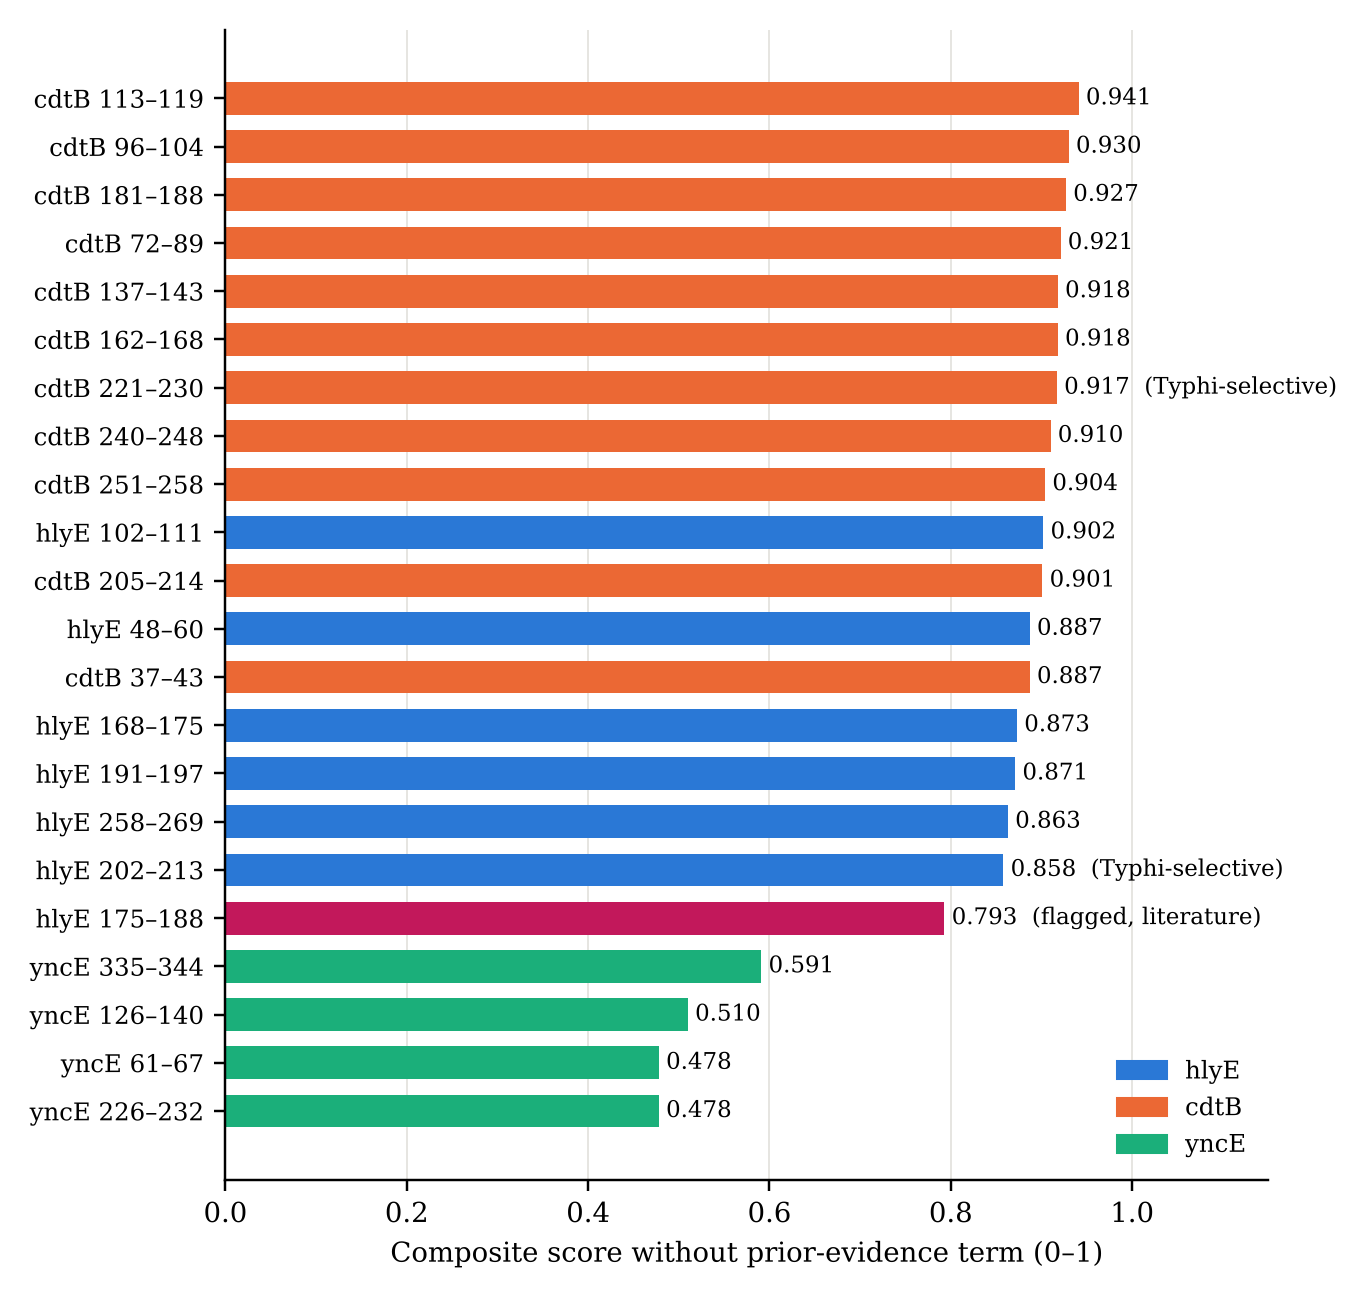 cdtB 113–119 0.941
cdtB 96–104 0.930
cdtB 181–188 0.927
cdtB 72–89 0.921
cdtB 137–143 0.918
cdtB 162–168 0.918
cdtB 221–230 0.917 (Typhi-selective)
cdtB 240–248 0.910
cdtB 251–258 0.904
hlyE 102–111 0.902
cdtB 205–214 0.901
hlyE 48–60 0.887
cdtB 37–43 0.887
hlyE 168–175 0.873
hlyE 191–197 0.871
hlyE 258–269 0.863
hlyE 202–213 0.858 (Typhi-selective)
hlyE 175–188 0.793 (flagged, literature)
yncE 335–344 0.591
yncE 126–140 0.510
yncE 61–67 0.478
yncE 226–232 0.478
hlyE
cdtB
yncE
0.0 0.2 0.4 0.6 0.8 1.0
Composite score without prior-evidence term (0–1)